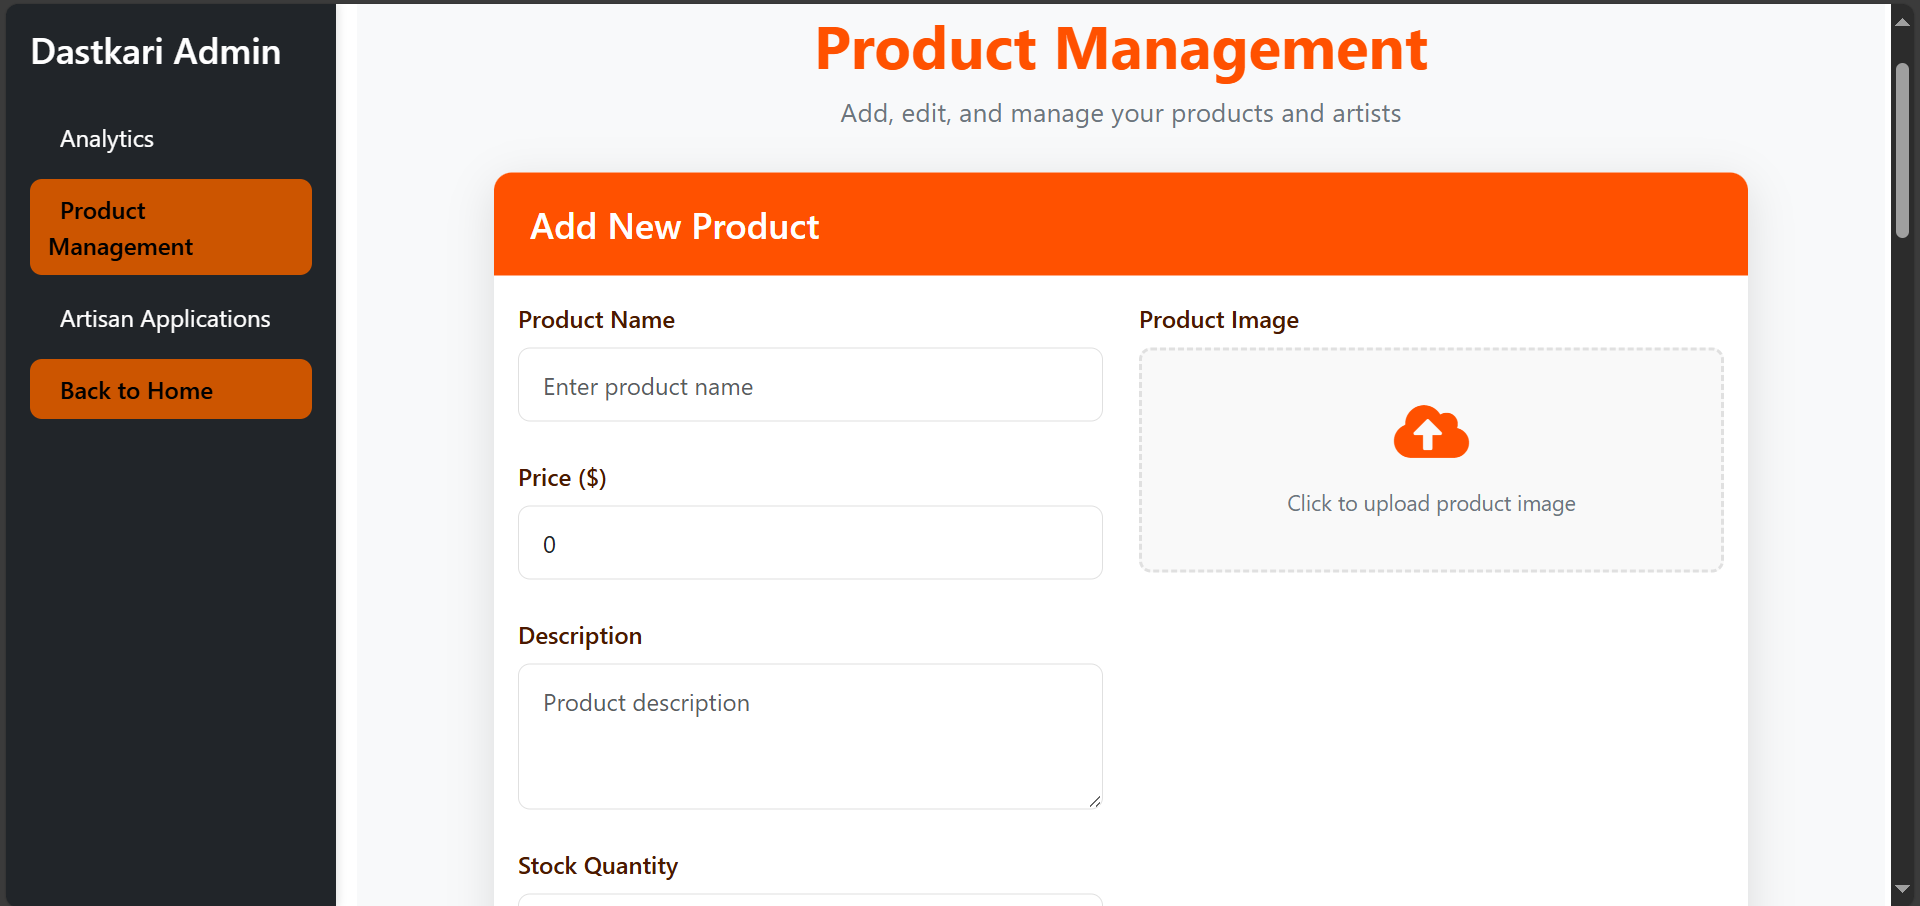 Dastkari Admin
Analytics
Product
Management
Artisan Applications
Back to Home
Product Management
Add, edit, and manage your products and artists
Add New Product
Product Name
Enter product name
Price ($)
0
Description
Product description
Stock Quantity
Product Image
Click to upload product image